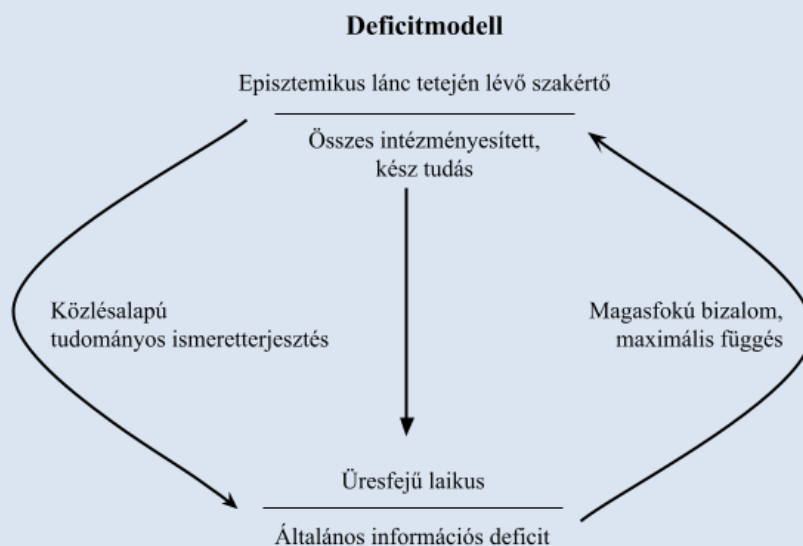 Deficitmodell
Episztemikus lánc tetején lévő szakértő
Összes intézményesített,
kész tudás
Közlésalapú
tudományos ismeretterjesztés
Magasfokú bizalom,
maximális függés
Üresfejű laikus
Általános információs deficit